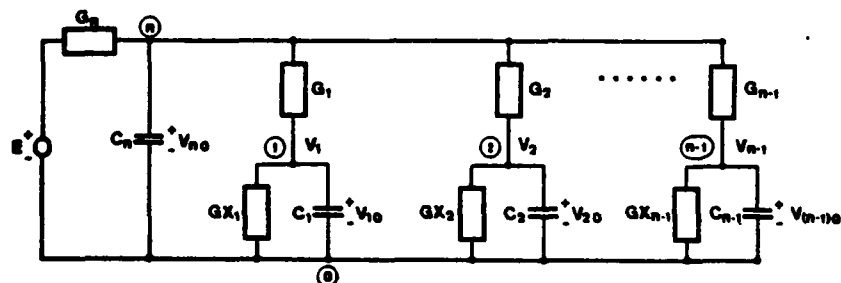 Gn
n
G1
G2
......
Gn-1
E
+
-
Cn
+
-
Vn0
1
V1
2
V2
n-1
Vn-1
GX1
C1
+
-
V10
GX2
C2
+
-
V20
GXn-1
Cn-1
+
-
V(n-1)0
0